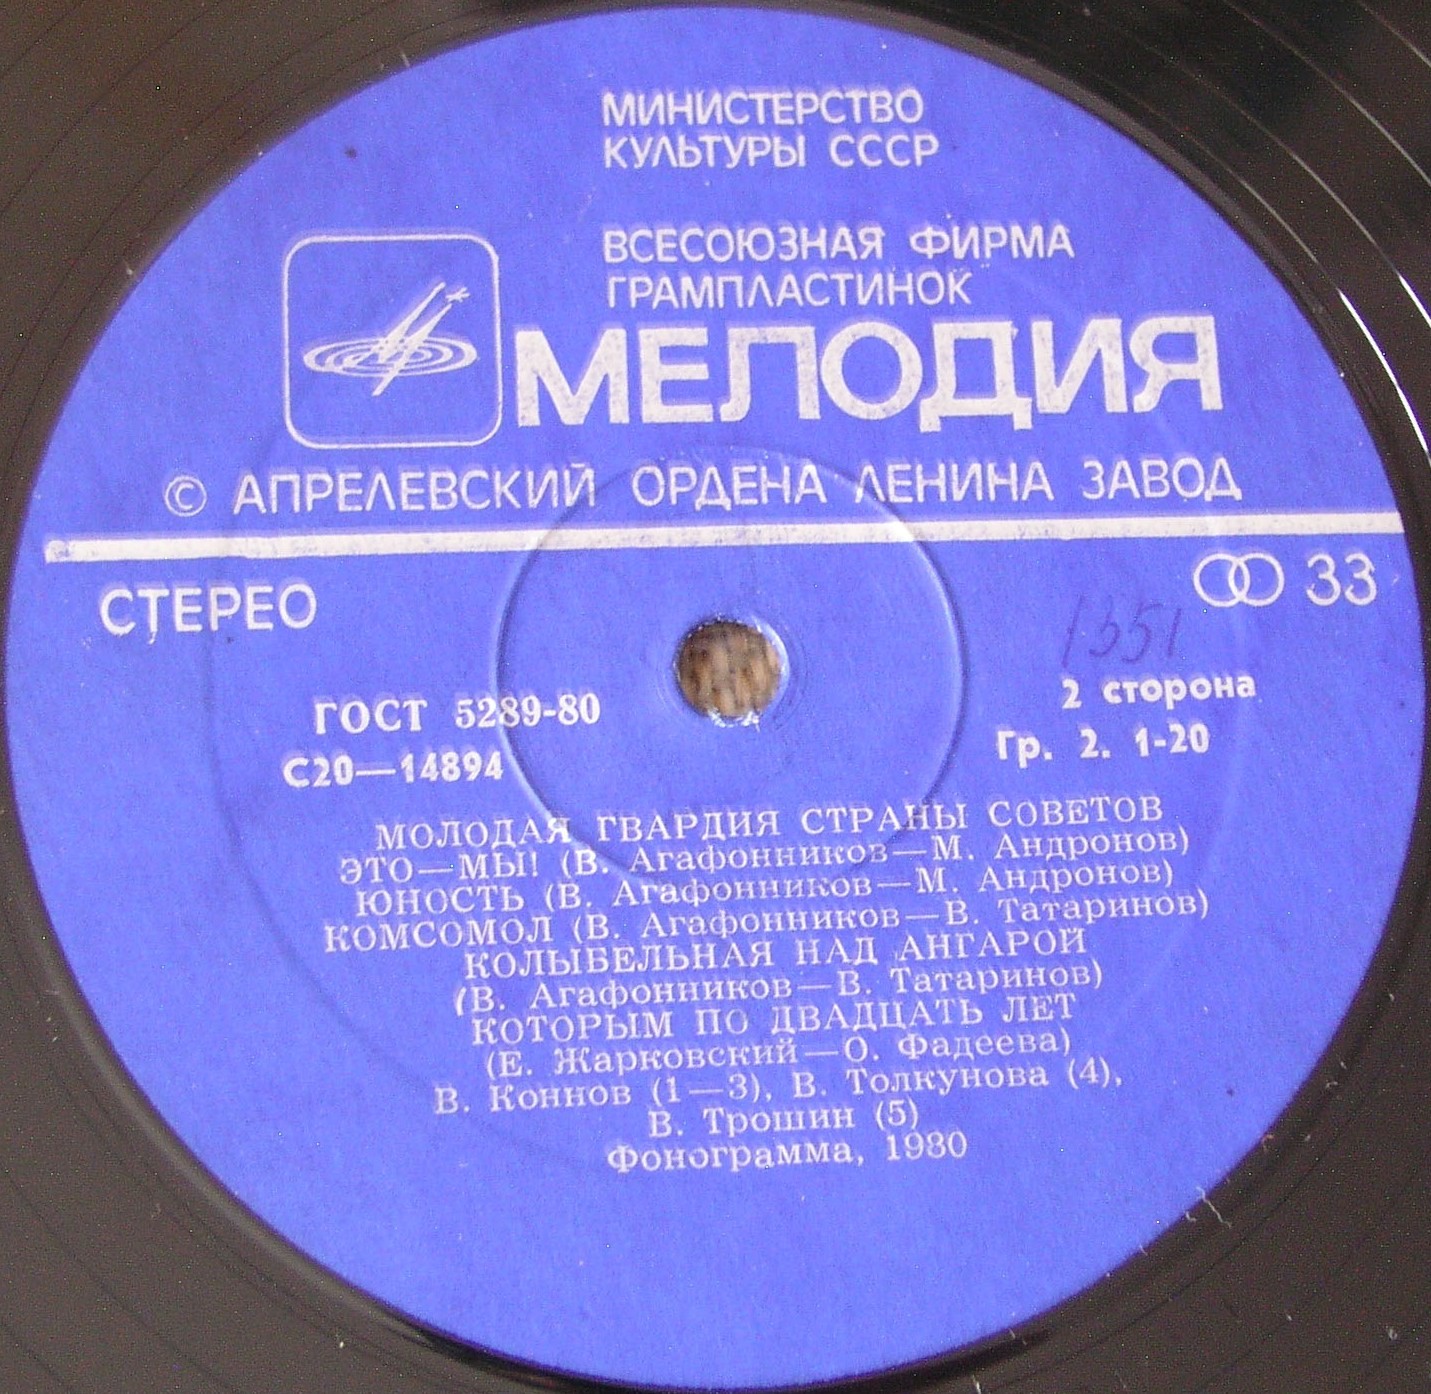 МИНИСТЕРСТВО
КУЛЬТУРЫ СССР
ВСЕСОЮЗНАЯ ФИРМА
ГРАМПЛАСТИНОК
МЕЛОДИЯ
© АПРЕЛЕВСКИЙ ОРДЕНА ЛЕНИНА ЗАВОД
СТЕРЕО
33
1351
ГОСТ 5289-80
2 сторона
С20—14894
Гр. 2. 1-20
МОЛОДАЯ ГВАРДИЯ СТРАНЫ СОВЕТОВ
ЭТО—МЫ! (В. Агафонников—М. Андронов)
ЮНОСТЬ (В. Агафонников—М. Андронов)
КОМСОМОЛ (В. Агафонников—В. Татаринов)
КОЛЫБЕЛЬНАЯ НАД АНГАРОЙ
(В. Агафонников—В. Татаринов)
КОТОРЫМ ПО ДВАДЦАТЬ ЛЕТ
(Е. Жарковский—О. Фадеева)
В. Коннов (1—3), В. Толкунова (4),
В. Трошин (5)
Фонограмма, 1980